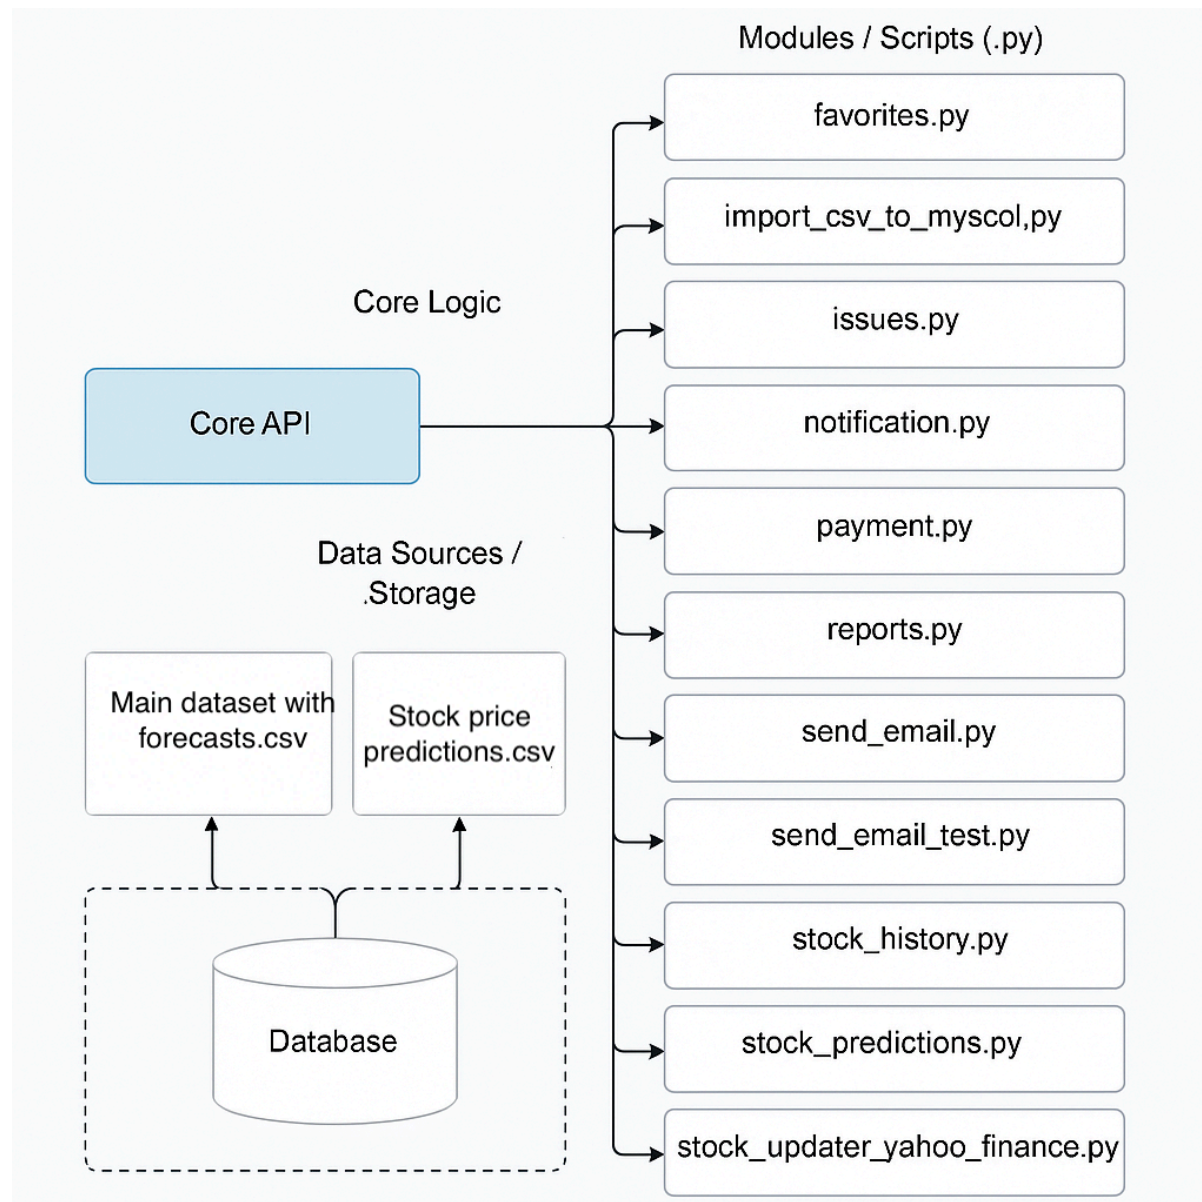 Modules / Scripts (.py)
favorites.py
import_csv_to_myscol,py
issues.py
notification.py
payment.py
reports.py
send_email.py
send_email_test.py
stock_history.py
stock_predictions.py
stock_updater_yahoo_finance.py
Core Logic
Core API
Data Sources /
.Storage
Main dataset with
forecasts.csv
Stock price
predictions.csv
Database